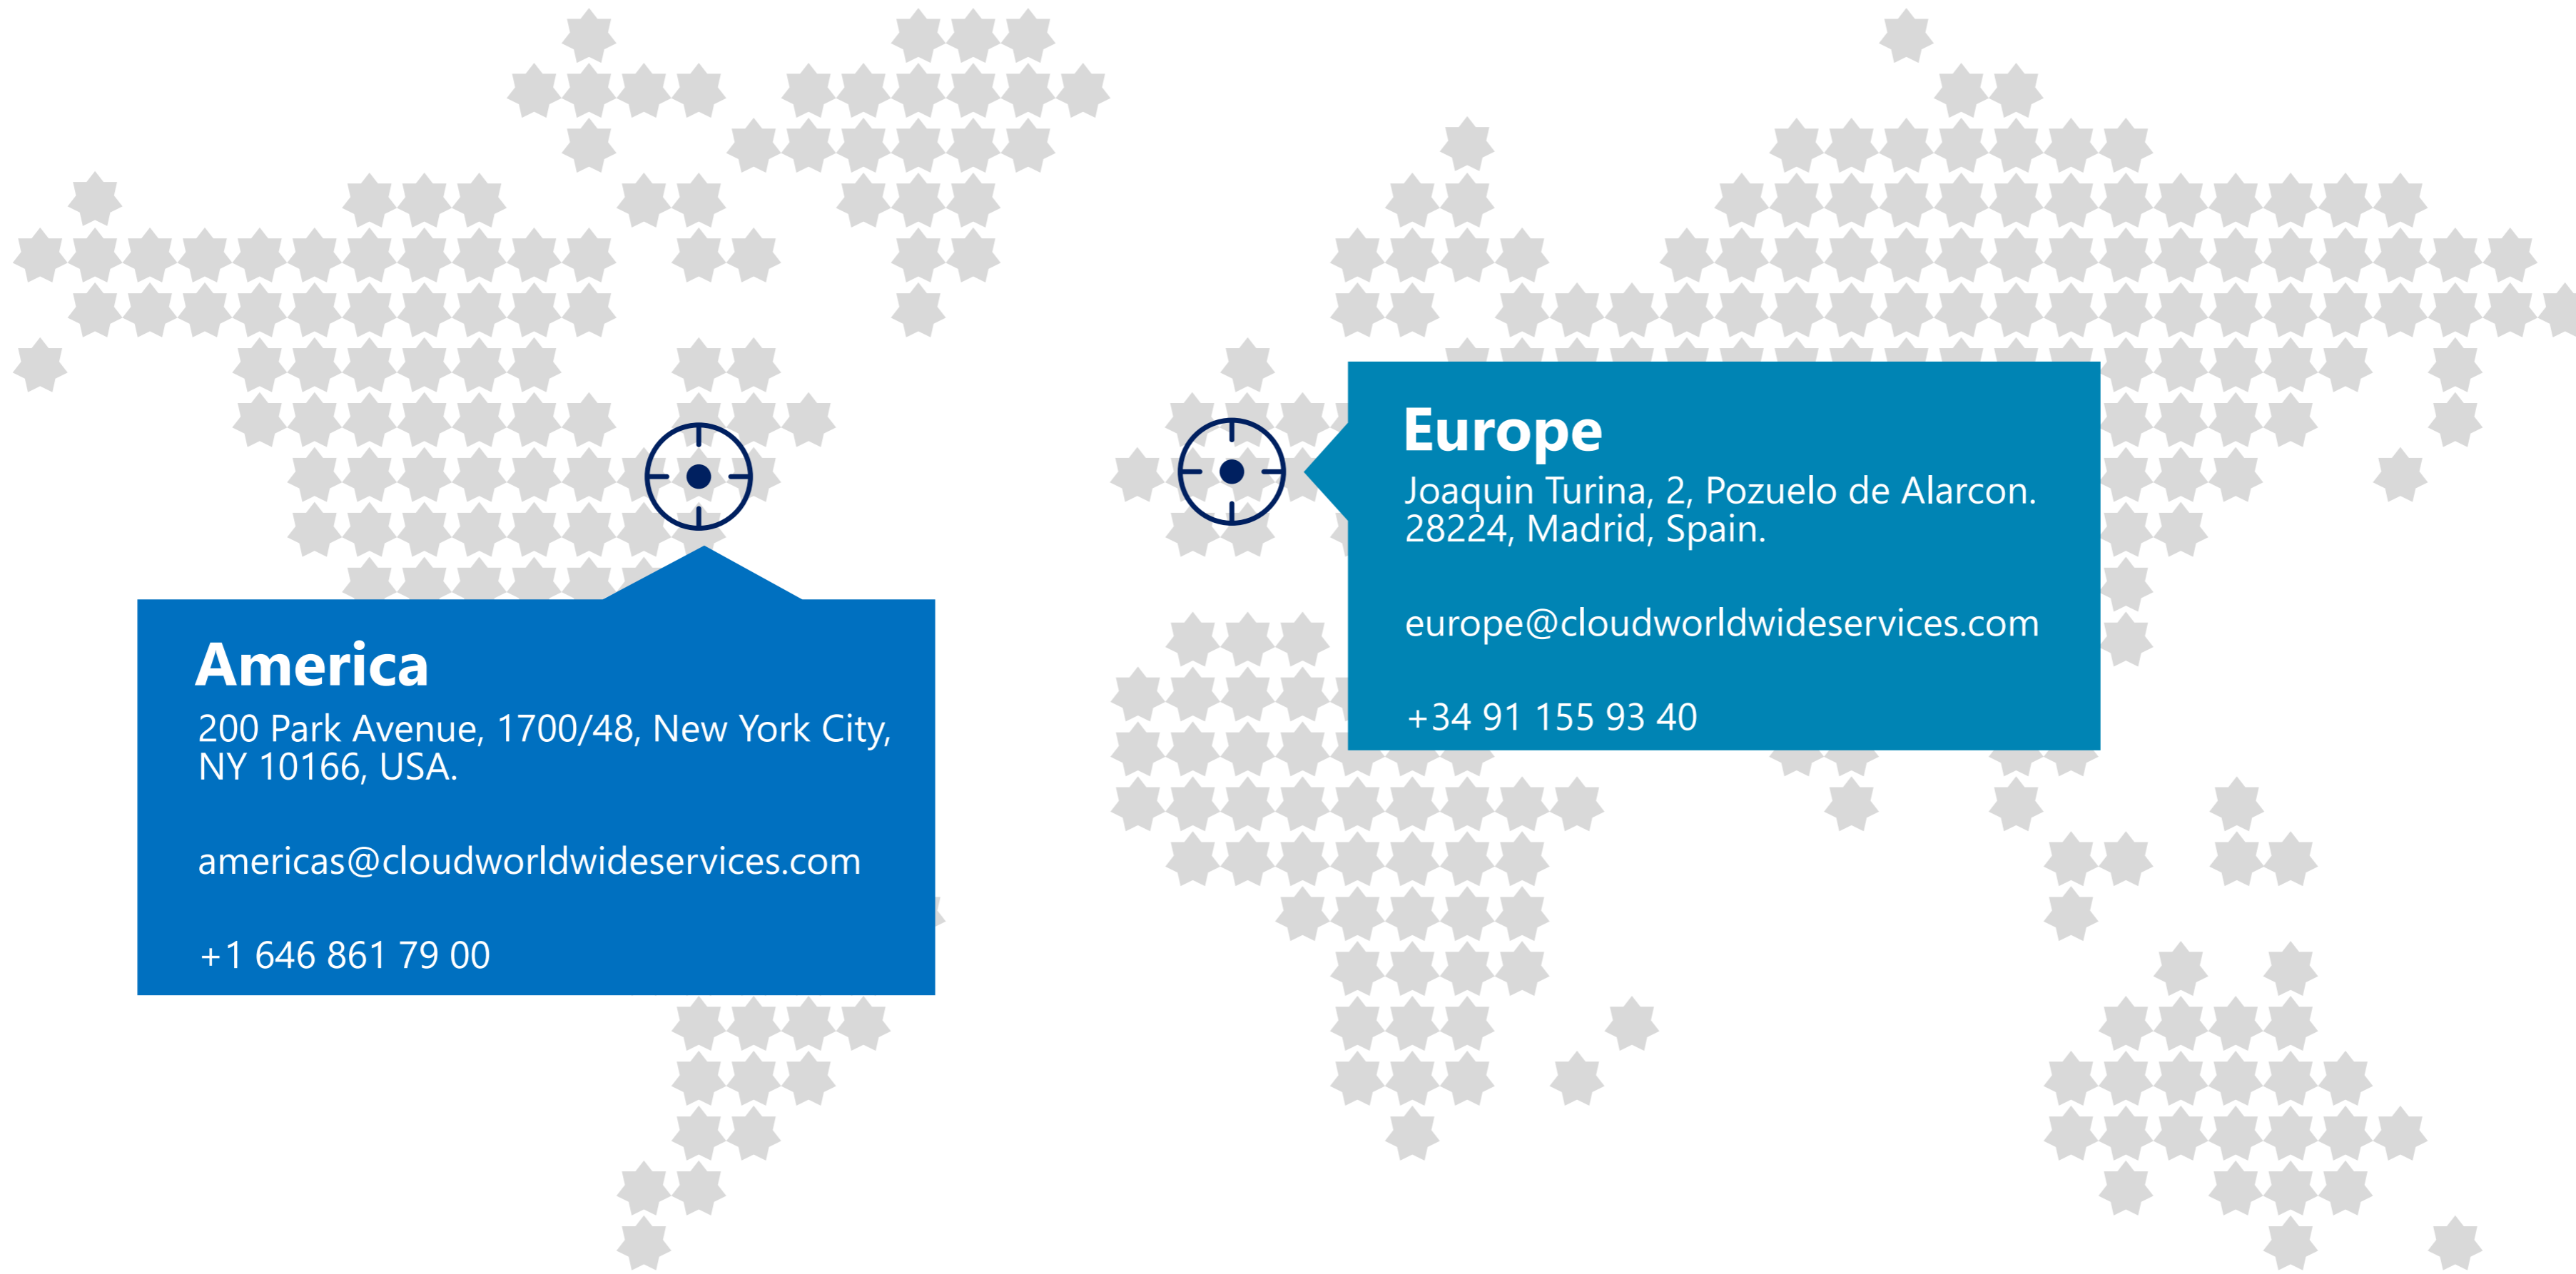 America
200 Park Avenue, 1700/48, New York City,
NY 10166, USA.
americas@cloudworldwideservices.com
+1 646 861 79 00
Europe
Joaquin Turina, 2, Pozuelo de Alarcon.
28224, Madrid, Spain.
europe@cloudworldwideservices.com
+34 91 155 93 40